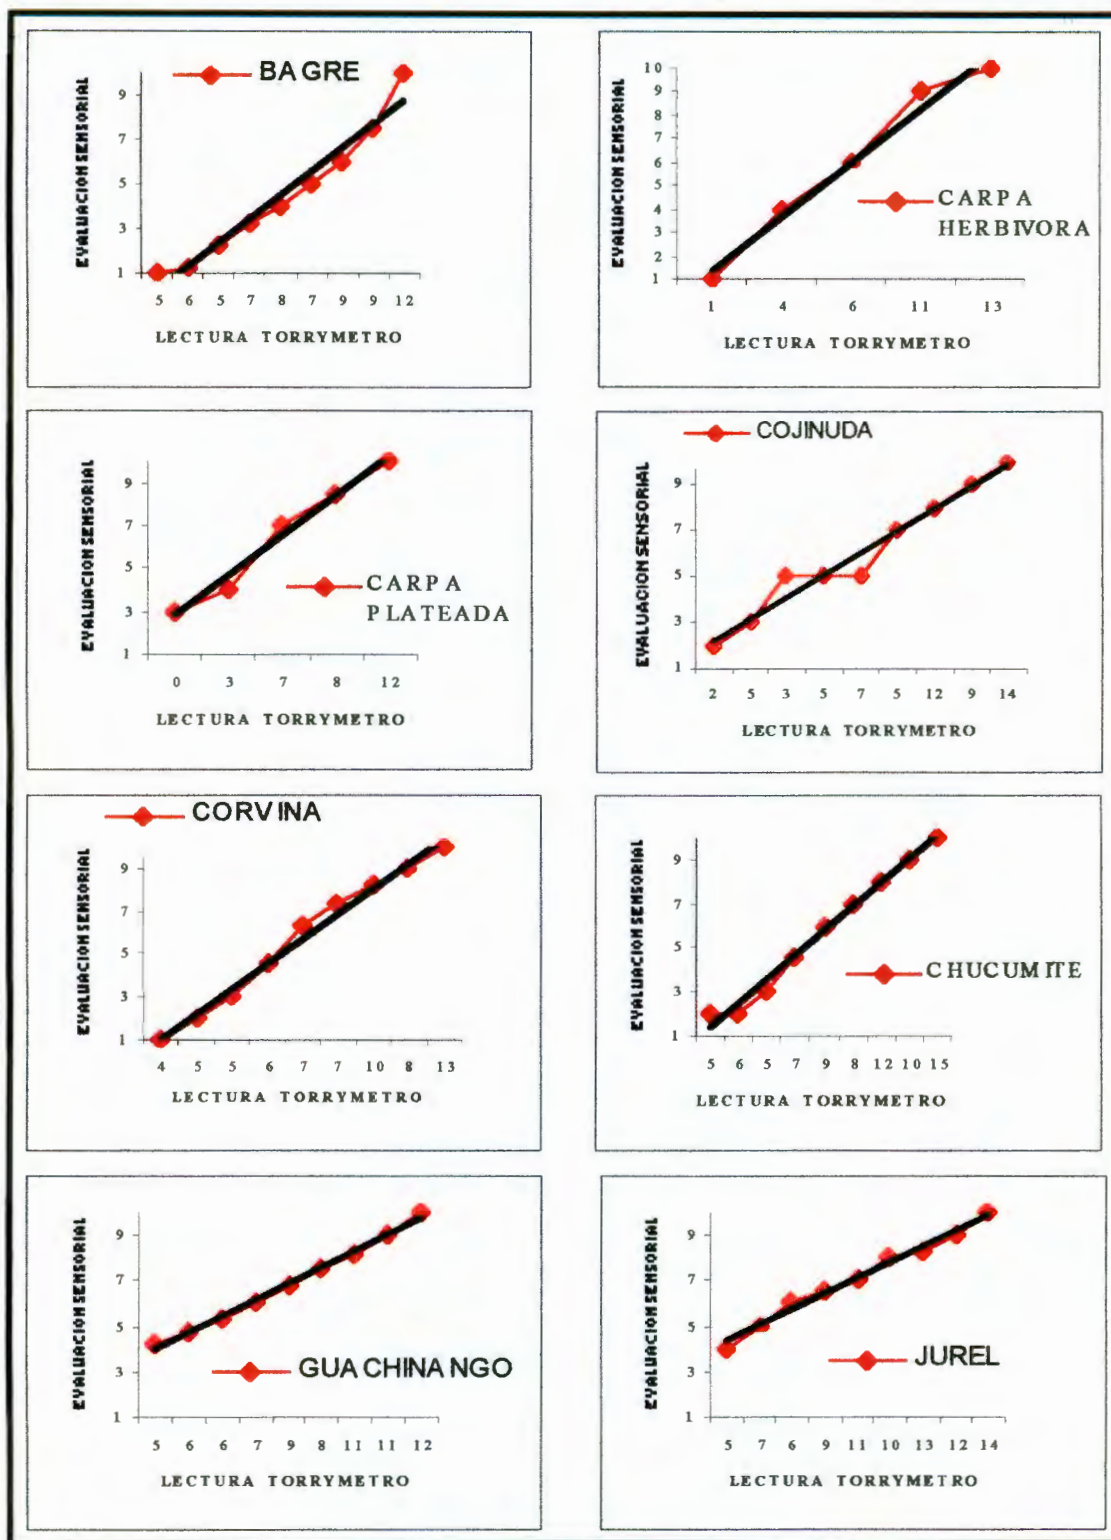 BAGRE
EVALUACION SENSORIAL
9
7
5
3
1
5 6 5 7 8 7 9 9 12
LECTURA TORRYMETRO
EVALUACION SENSORIAL
10
9
8
7
6
5
4
3
2
1
CARPA
HERBIVORA
1 4 6 11 13
LECTURA TORRYMETRO
EVALUACION SENSORIAL
9
7
5
3
1
CARPA
PLATEADA
0 3 7 8 12
LECTURA TORRYMETRO
COJINUDA
EVALUACION SENSORIAL
9
7
5
3
1
2 5 3 5 7 5 12 9 14
LECTURA TORRYMETRO
CORVINA
EVALUACION SENSORIAL
9
7
5
3
1
4 5 5 6 7 7 10 8 13
LECTURA TORRYMETRO
EVALUACION SENSORIAL
9
7
5
3
1
CHUCUMITE
5 6 5 7 9 8 12 10 15
LECTURA TORRYMETRO
EVALUACION SENSORIAL
9
7
5
3
1
GUACHINANGO
5 6 6 7 9 8 11 11 12
LECTURA TORRYMETRO
EVALUACION SENSORIAL
9
7
5
3
1
JUREL
5 7 6 9 11 10 13 12 14
LECTURA TORRYMETRO